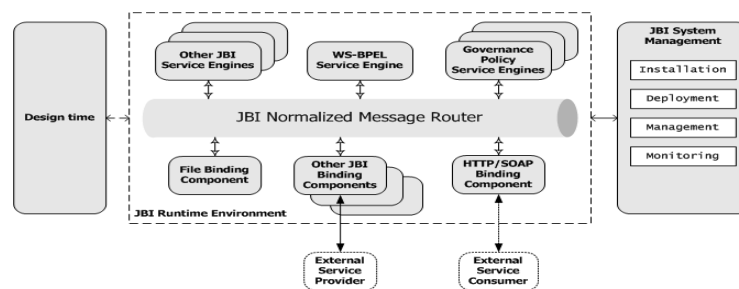 Design time
Other JBI
Service Engines
WS-BPEL
Service Engine
Governance
Policy
Service Engines
JBI Normalized Message Router
File Binding
Component
Other JBI
Binding
Components
HTTP/SOAP
Binding
Component
JBI Runtime Environment
External
Service
Provider
External
Service
Consumer
JBI System
Management
Installation
Deployment
Management
Monitoring